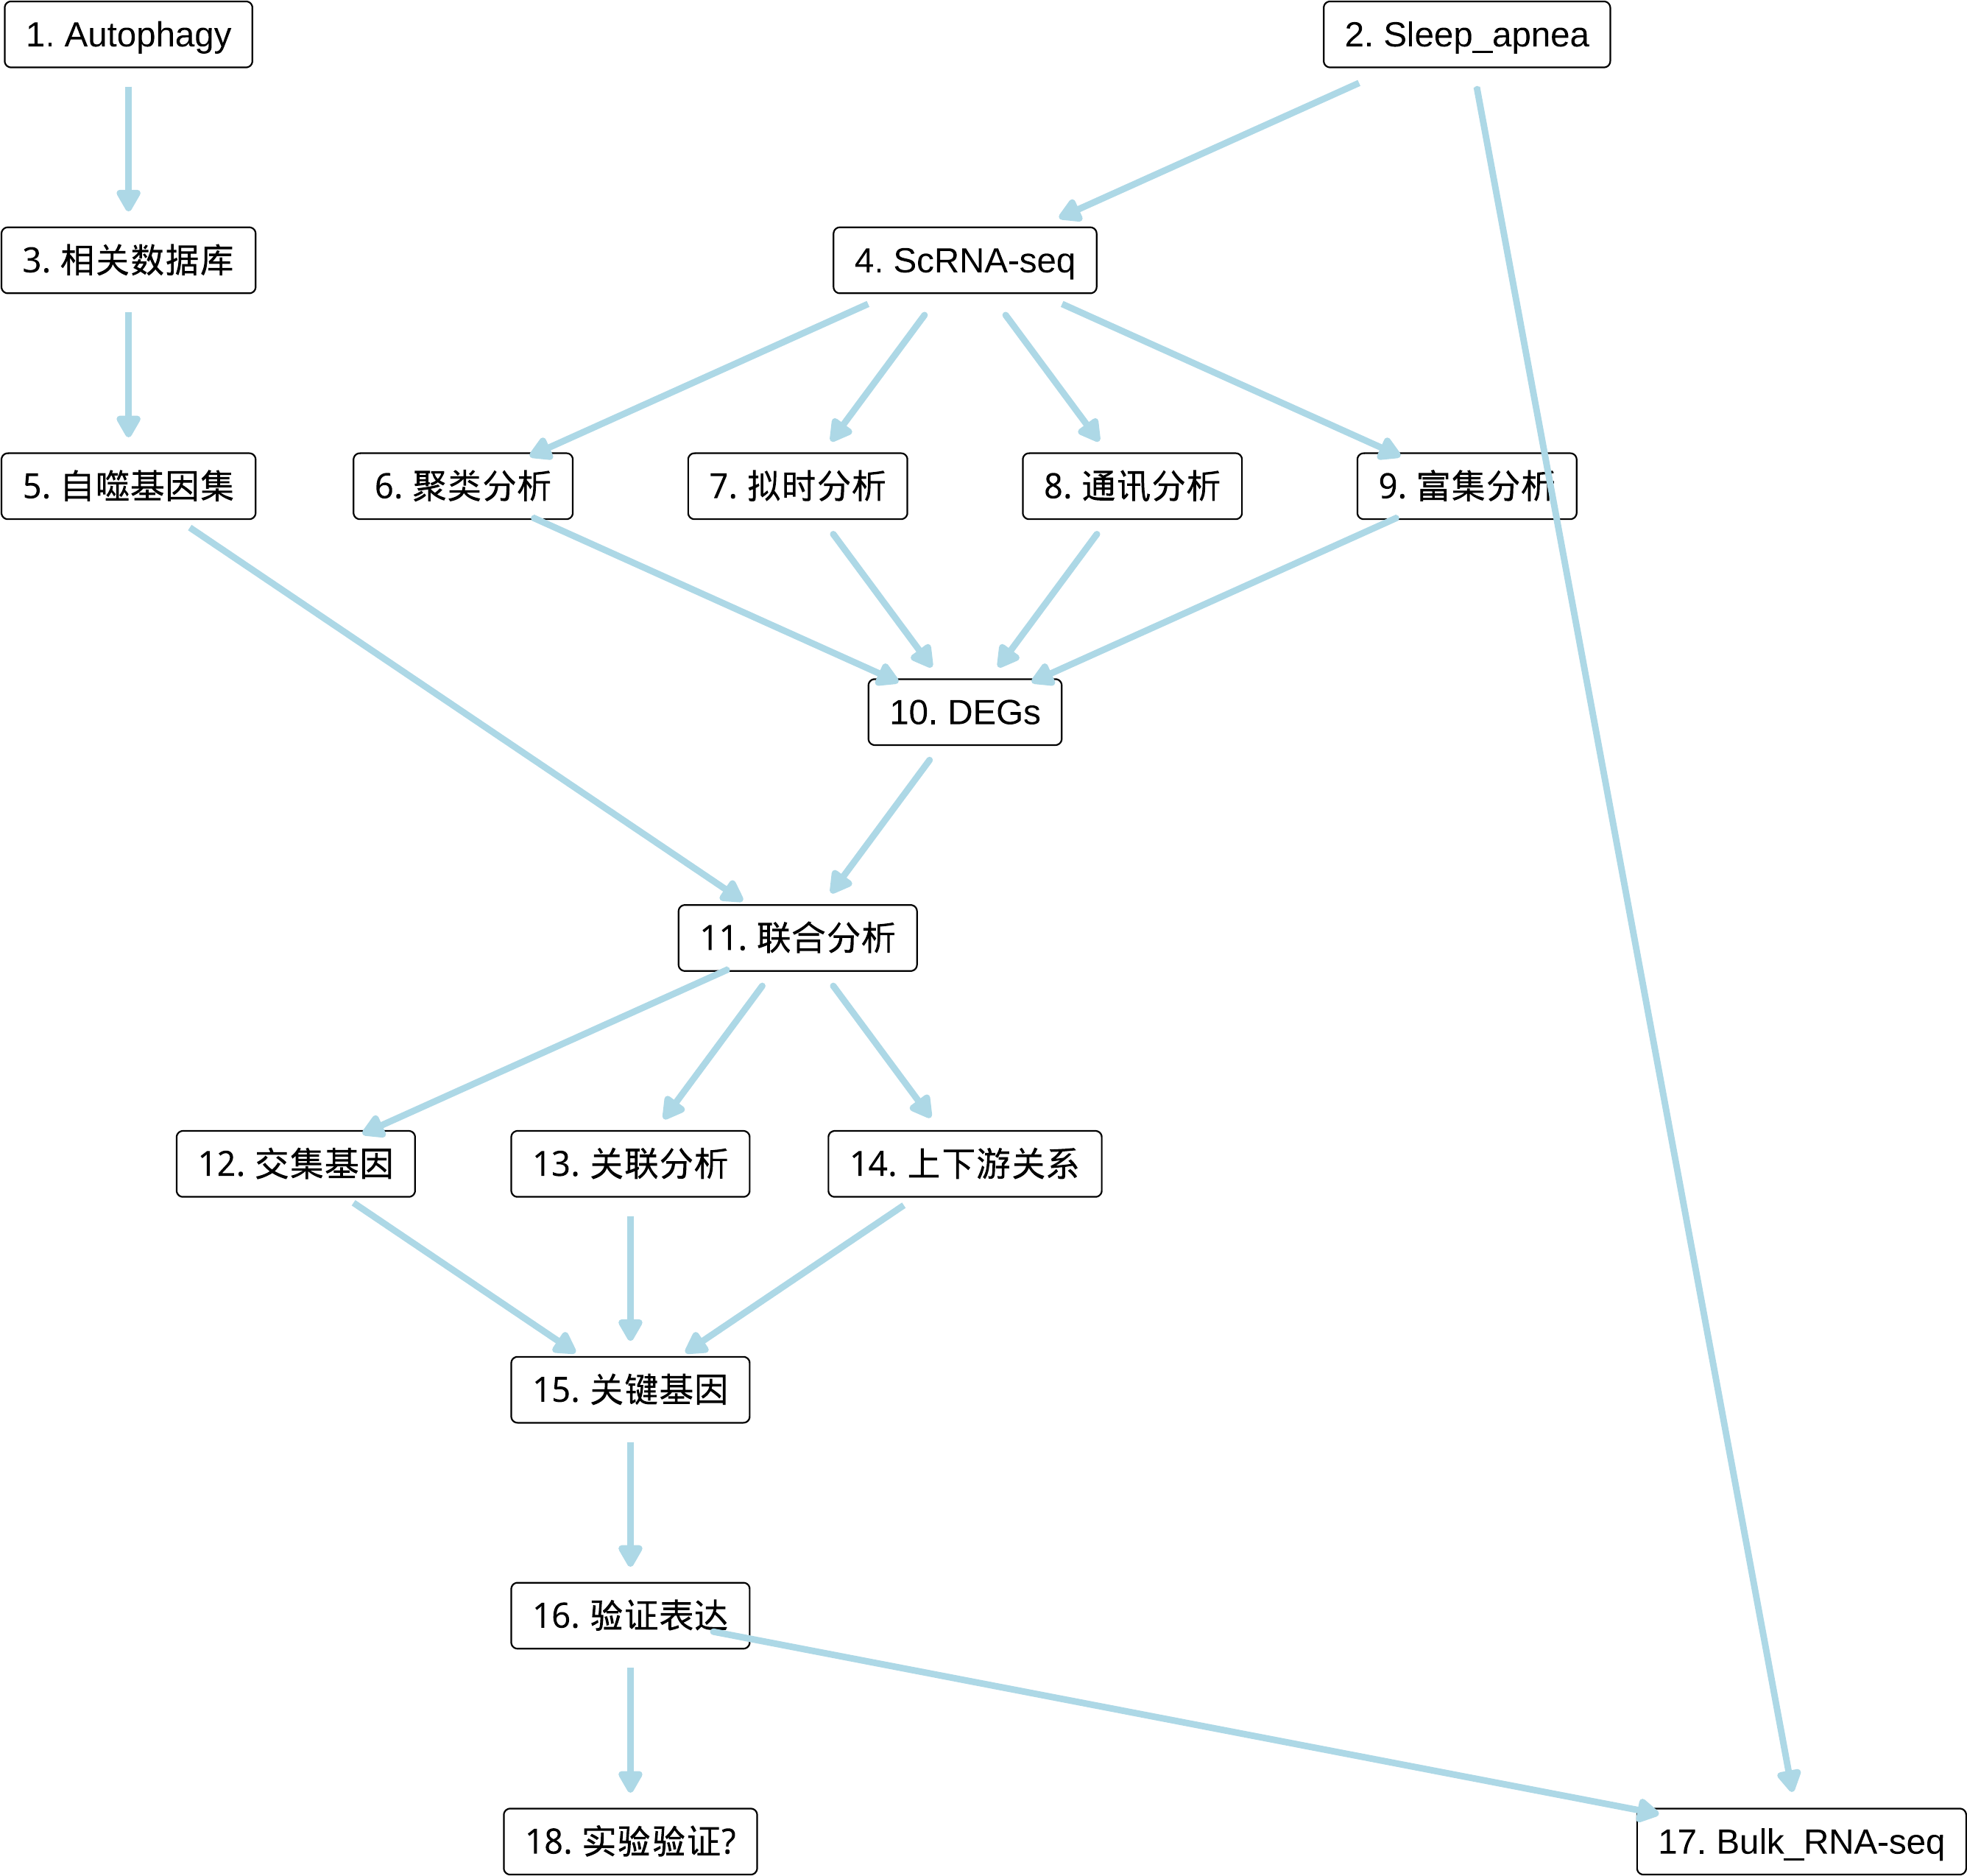 1. Autophagy
2. Sleep_apnea
3. 相关数据库
4. ScRNA-seq
5. 自噬基因集
6. 聚类分析
7. 拟时分析
8. 通讯分析
9. 富集分析
10. DEGs
11. 联合分析
12. 交集基因
13. 关联分析
14. 上下游关系
15. 关键基因
16. 验证表达
18. 实验验证?
17. Bulk_RNA-seq